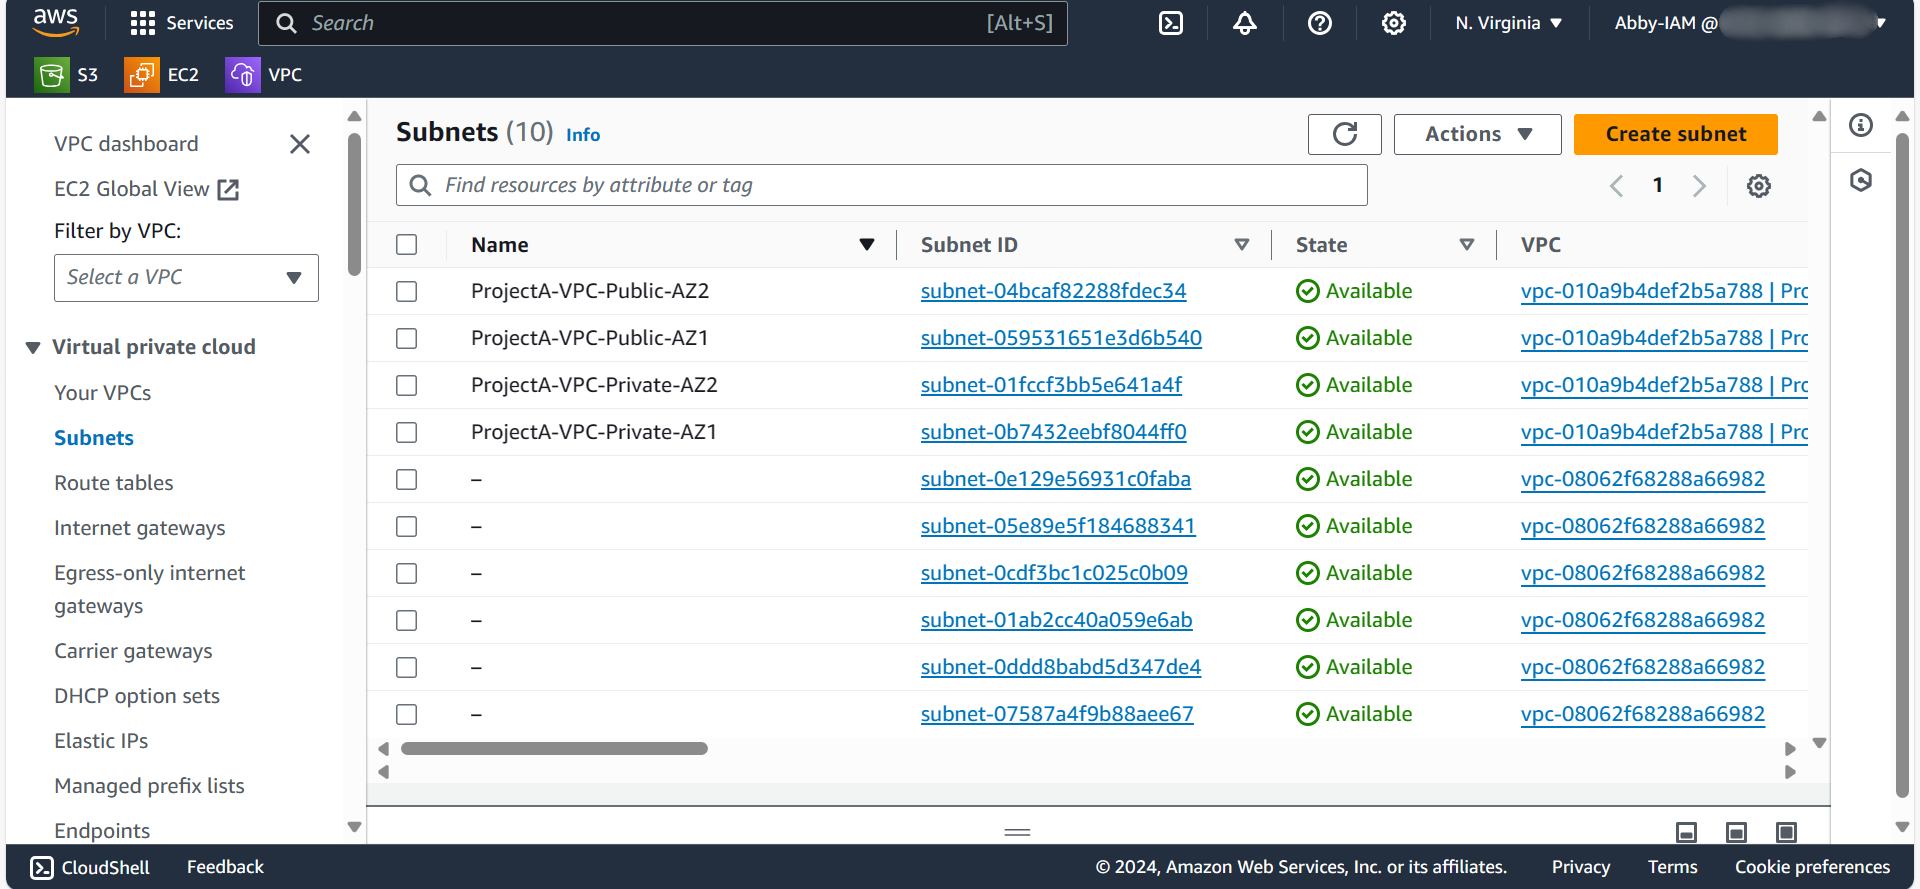 aws
Services
Search
[Alt+S]
N. Virginia
Abby-IAM @
S3
EC2
VPC
VPC dashboard
EC2 Global View
Filter by VPC:
Select a VPC
Virtual private cloud
Your VPCs
Subnets
Route tables
Internet gateways
Egress-only internet
gateways
Carrier gateways
DHCP option sets
Elastic IPs
Managed prefix lists
Endpoints
Subnets (10) Info
Actions
Create subnet
Find resources by attribute or tag
1
Name Subnet ID State VPC
ProjectA-VPC-Public-AZ2 subnet-04bcaf82288fdec34 Available vpc-010a9b4def2b5a788 | Pro
ProjectA-VPC-Public-AZ1 subnet-059531651e3d6b540 Available vpc-010a9b4def2b5a788 | Pro
ProjectA-VPC-Private-AZ2 subnet-01fccf3bb5e641a4f Available vpc-010a9b4def2b5a788 | Pro
ProjectA-VPC-Private-AZ1 subnet-0b7432eebf8044ff0 Available vpc-010a9b4def2b5a788 | Pro
– subnet-0e129e56931c0faba Available vpc-08062f68288a66982
– subnet-05e89e5f184688341 Available vpc-08062f68288a66982
– subnet-0cdf3bc1c025c0b09 Available vpc-08062f68288a66982
– subnet-01ab2cc40a059e6ab Available vpc-08062f68288a66982
– subnet-0ddd8babd5d347de4 Available vpc-08062f68288a66982
– subnet-07587a4f9b88aee67 Available vpc-08062f68288a66982
CloudShell
Feedback
© 2024, Amazon Web Services, Inc. or its affiliates.
Privacy
Terms
Cookie preferences